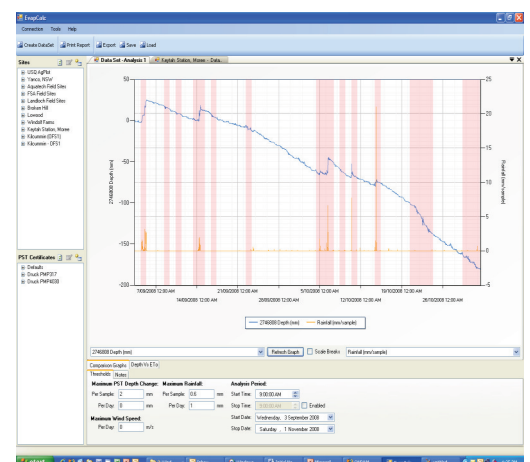 EvapCalc
Connection Tools Help
Create DataSet Print Report Export Save Load
Sites
USQ AgPlot
Yanco, NSW
Aquatech Field Sites
FSA Field Sites
Landloch Field Sites
Broken Hill
Lowood
Windall Farms
Keytah Station, Moree
Kilcummin (DFS1)
Kilcummin - DFS1
PST Certificates
Defaults
Druck PMP317
Druck PMP4030
Data Set - Analysis 1 Keytah Station, Moree - Data..
50
0
-50
-100
-150
-200
2746808 Depth (mm)
25
20
15
10
5
0
-5
Rainfall (mm/sample)
7/09/2008 12:00 AM 21/09/2008 12:00 AM 5/10/2008 12:00 AM 19/10/2008 12:00 AM
14/09/2008 12:00 AM 28/09/2008 12:00 AM 12/10/2008 12:00 AM 26/10/2008 12:00 AM
2746808 Depth (mm) Rainfall (mm/sample)
2746808 Depth (mm) Refresh Graph Scale Breaks Rainfall (mm/sample)
Comparison Graphs Depth Vs ETo
Thresholds Notes
Maximum PST Depth Change: Maximum Rainfall: Analysis Period:
Per Sample: 2 mm Per Sample: 0.6 mm Start Time: 9:00:00 AM
Per Day: 0 mm Per Day: 1 mm Stop Time: 9:00:00 AM Enabled
Maximum Wind Speed: Start Date: Wednesday, 3 September 2008
Per Day: 0 m/s Stop Date: Saturday , 1 November 2008